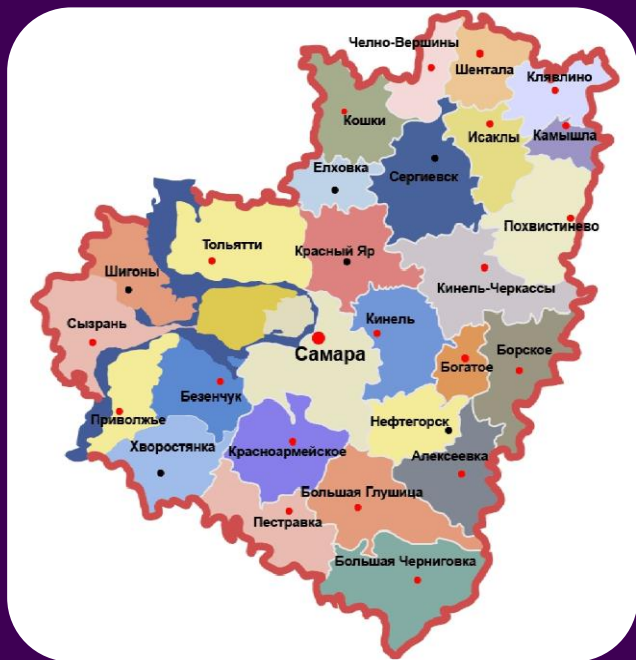 Челно-Вершины
Шентала
Клявлино
Кошки
Исаклы
Камышла
Елховка
Сергиевск
Похвистнево
Тольятти
Красный Яр
Шигоны
Кинель-Черкассы
Сызрань
Кинель
Самара
Борское
Богатое
Безенчук
Приволжье
Нефтегорск
Хворостянка
Красноармейское
Алексеевка
Большая Глушица
Пестравка
Большая Черниговка